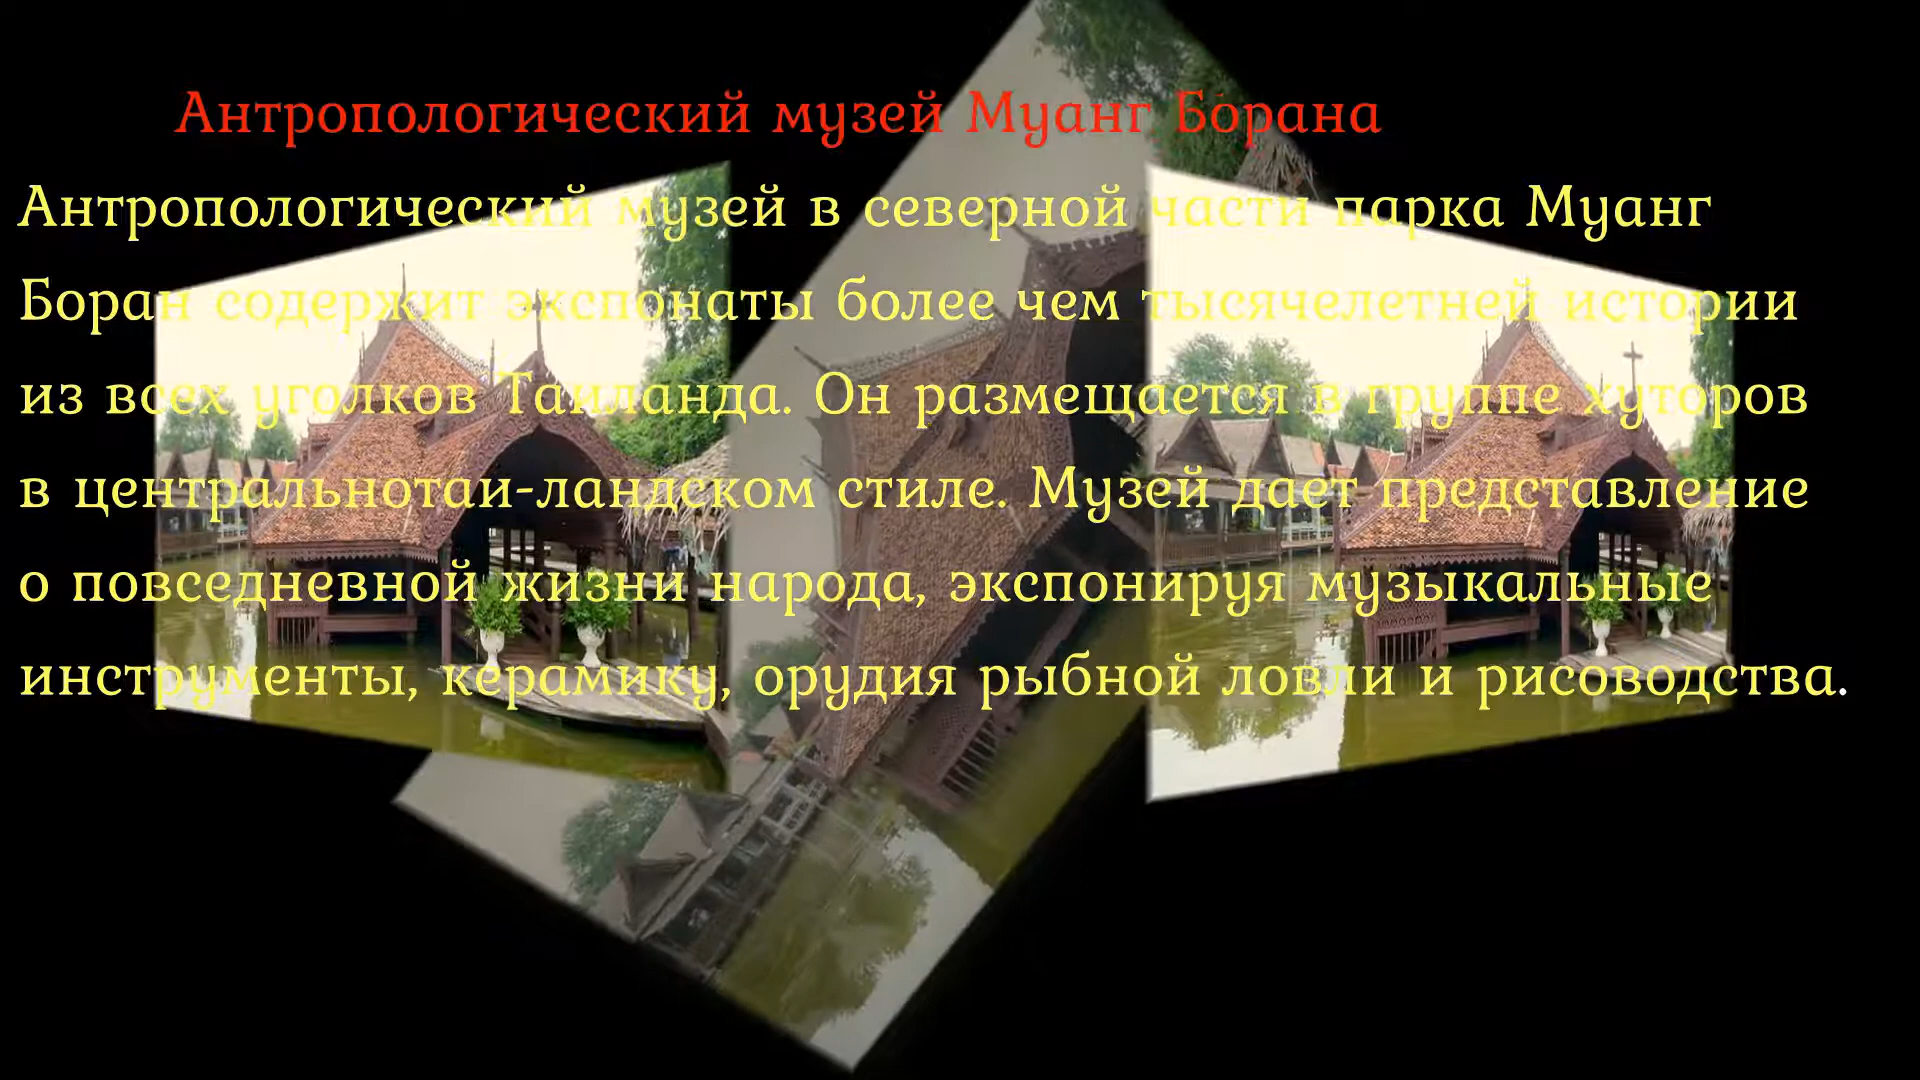 Антропологический музей Муанг Борана
Антропологический музей в северной части парка Муанг
Боран содержит экспонаты более чем тысячелетней истории
из всех уголков Таиланда. Он размещается в группе хуторов
в центральнотаи-ландском стиле. Музей дает представление
о повседневной жизни народа, экспонируя музыкальные
инструменты, керамику, орудия рыбной ловли и рисоводства.